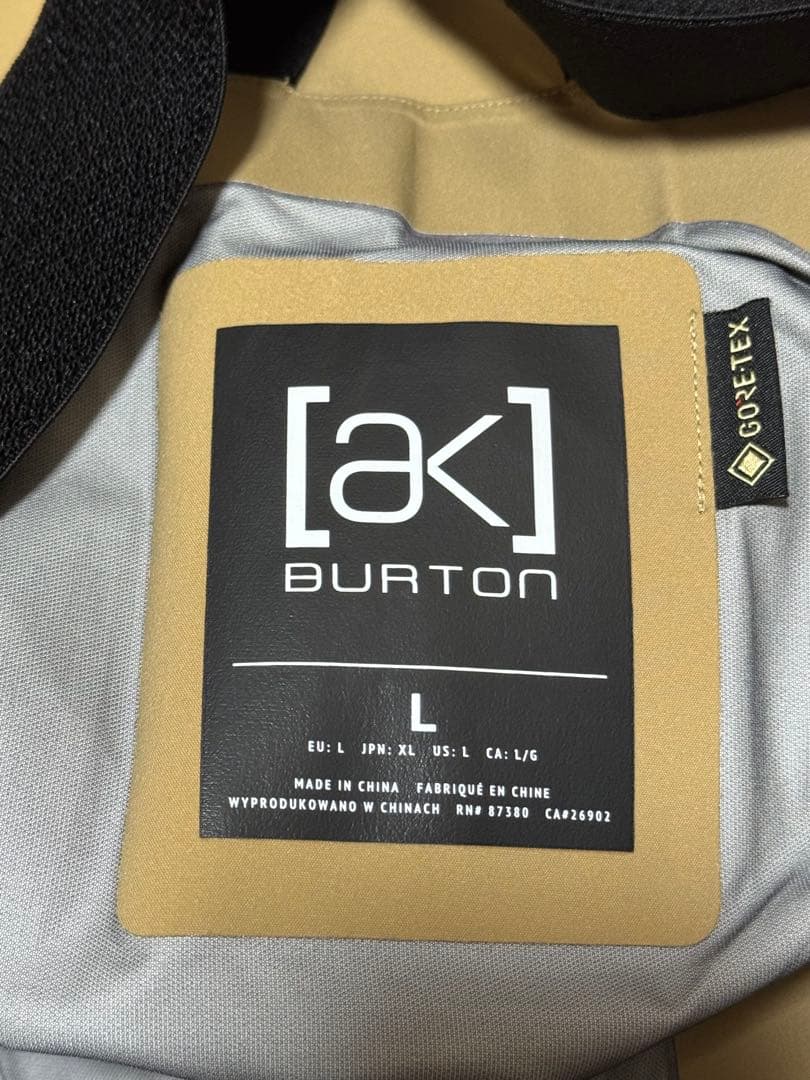 [ak]
BURTON
GORE-TEX
L
EU: L JPN: XL US: L CA: L/G
MADE IN CHINA FABRIQUÉ EN CHINE
WYPRODUKOWANO W CHINACH RN# 87380 CA#26902